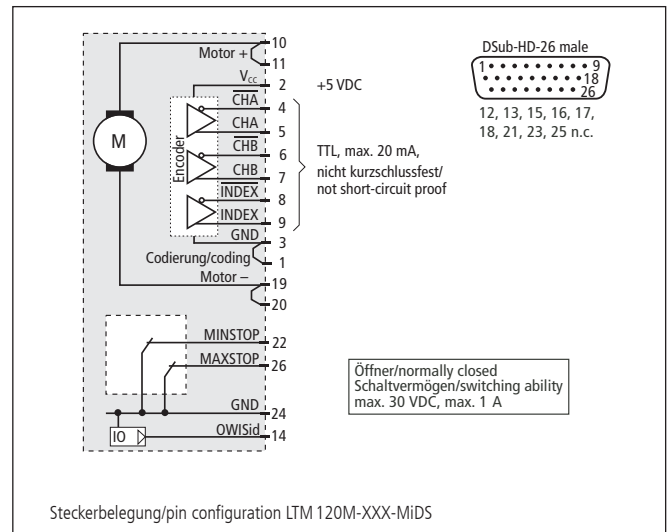 10
Motor +
11
Vcc 2 +5 VDC
CHA 4
CHA 5
CHB 6
CHB 7
INDEX 8
INDEX 9
GND 3
Codierung/coding 1
Motor – 19
20
M
Encoder
TTL, max. 20 mA,
nicht kurzschlussfest/
not short-circuit proof
DSub-HD-26 male
1 9
18
26
12, 13, 15, 16, 17,
18, 21, 23, 25 n.c.
MINSTOP 22
MAXSTOP 26
GND 24
IO OWISid 14
Öffner/normally closed
Schaltvermögen/switching ability
max. 30 VDC, max. 1 A
Steckerbelegung/pin configuration LTM 120M-XXX-MiDS